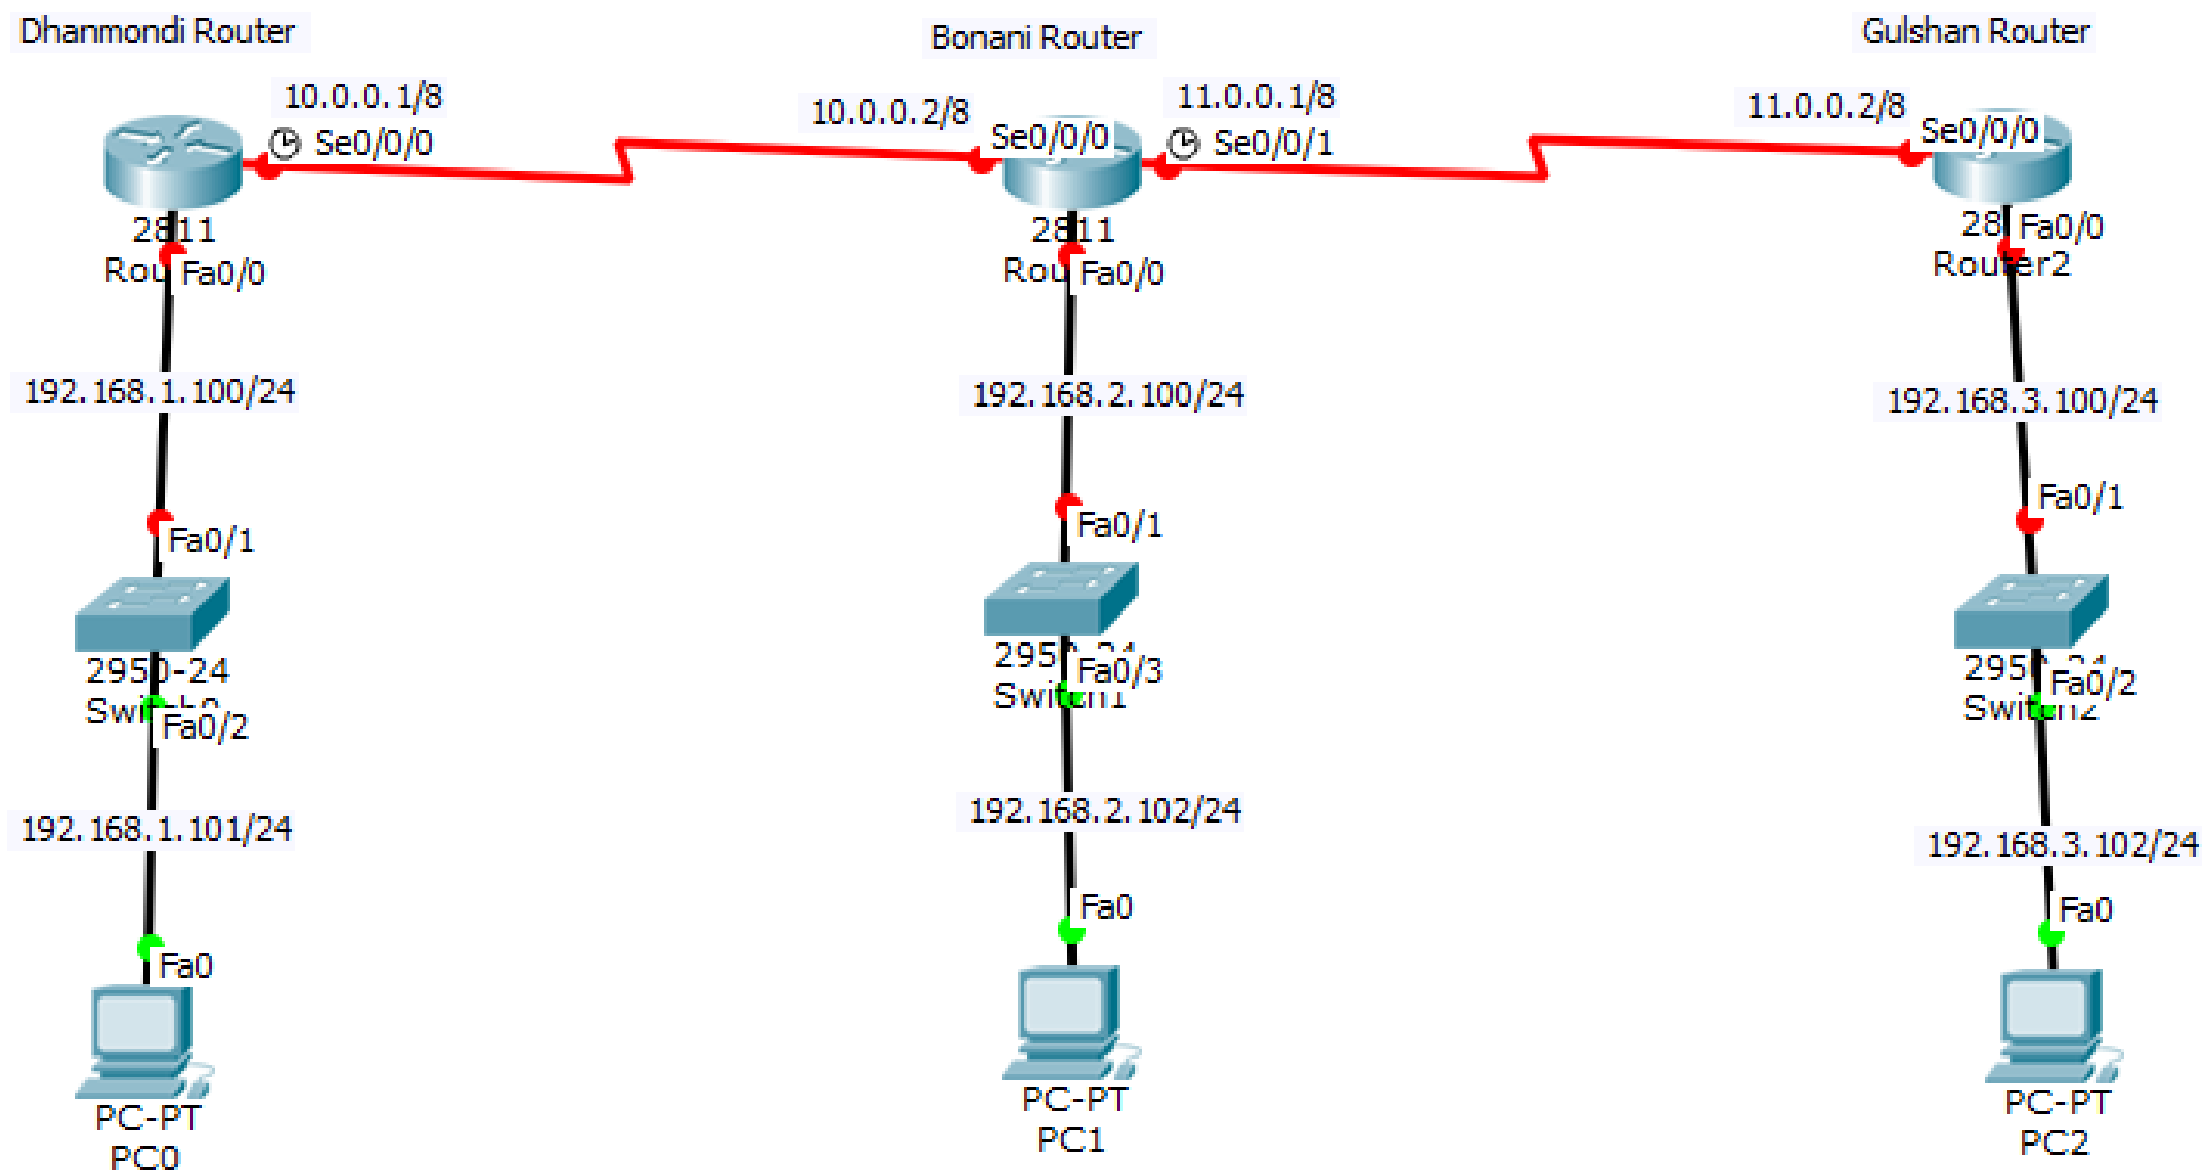 Dhanmondi Router
Bonani Router
Gulshan Router
10.0.0.1/8
Se0/0/0
10.0.0.2/8
Se0/0/0
11.0.0.1/8
Se0/0/1
11.0.0.2/8
Se0/0/0
2811
Fa0/0
2811
Fa0/0
28
Fa0/0
Router2
192.168.1.100/24
192.168.2.100/24
192.168.3.100/24
Fa0/1
Fa0/1
Fa0/1
2950-24
Fa0/2
Fa0/3
Switch1
Fa0/2
Switch2
192.168.1.101/24
192.168.2.102/24
192.168.3.102/24
Fa0
Fa0
Fa0
PC-PT
PC0
PC-PT
PC1
PC-PT
PC2